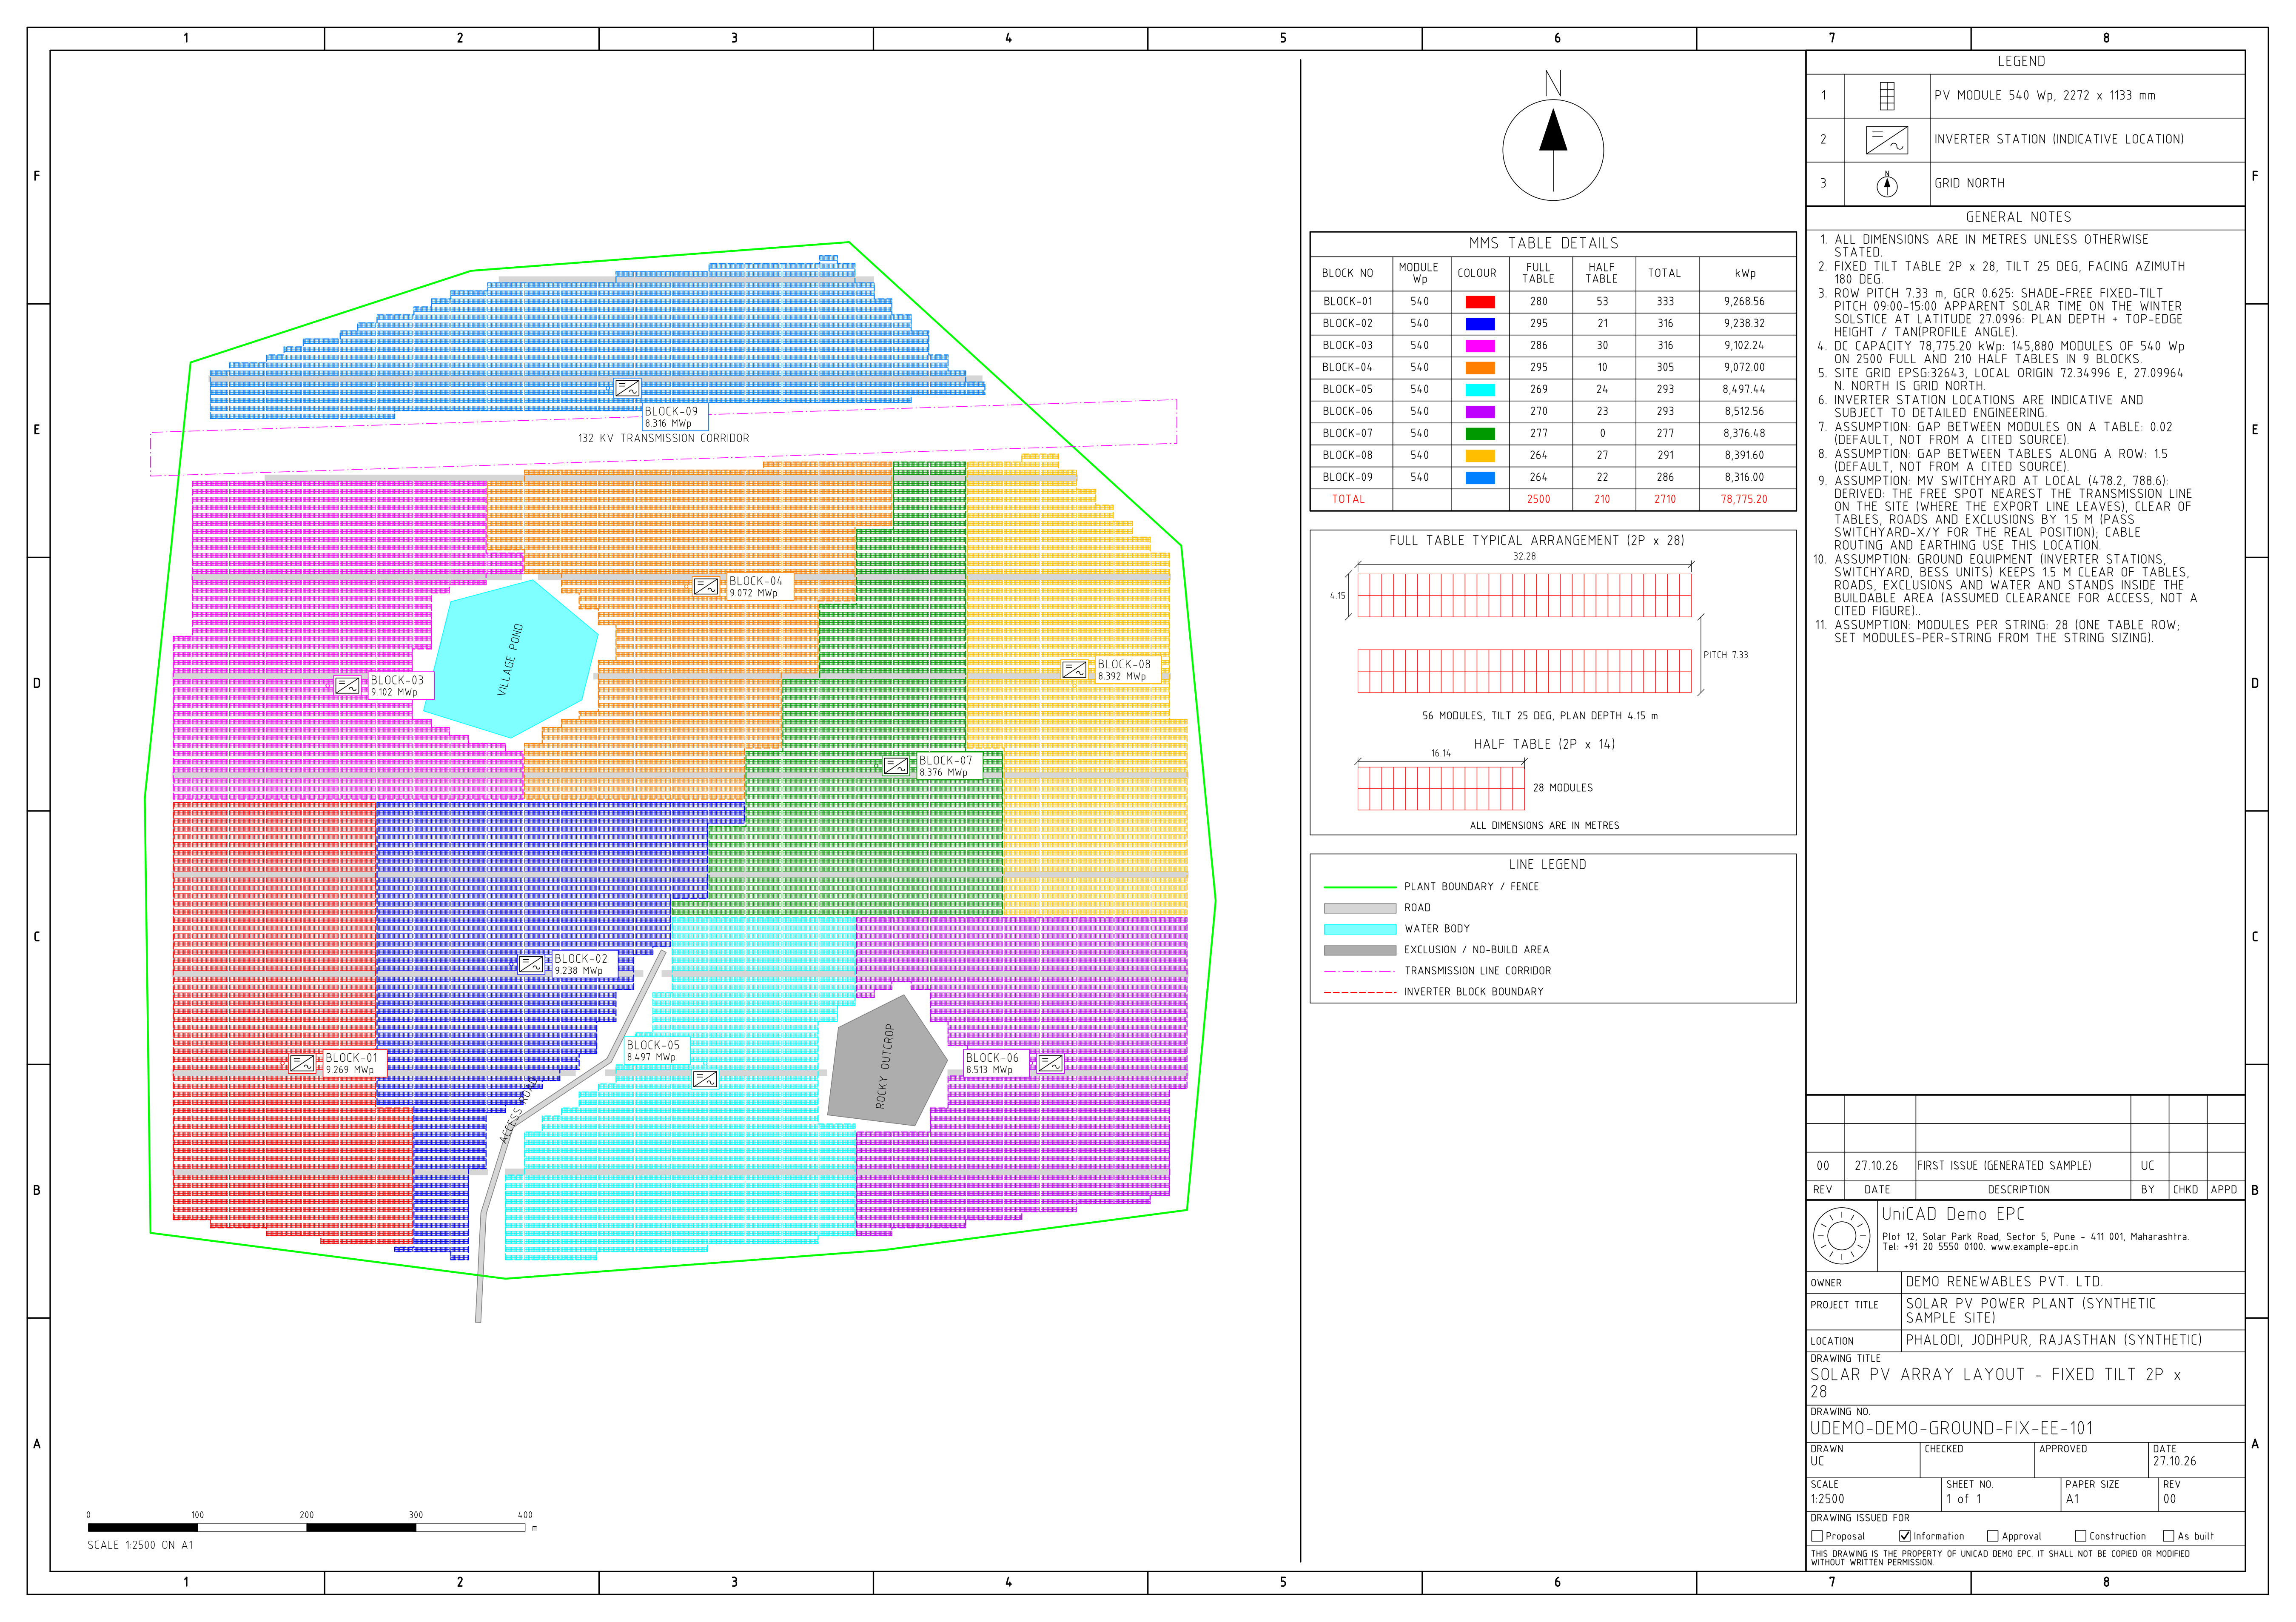 1 2 3 4 5 6 7 8
F
E
D
C
B
A
F
E
D
C
B
A
BLOCK-09
8.316 MWp
132 KV TRANSMISSION CORRIDOR
BLOCK-04
9.072 MWp
VILLAGE POND
BLOCK-03
9.102 MWp
BLOCK-08
8.392 MWp
BLOCK-07
8.376 MWp
BLOCK-02
9.238 MWp
BLOCK-05
8.497 MWp
ROCKY OUTCROP
BLOCK-06
8.513 MWp
BLOCK-01
9.269 MWp
ACCESS ROAD
0 100 200 300 400
m
SCALE 1:2500 ON A1
N
MMS TABLE DETAILS
BLOCK NO MODULE Wp COLOUR FULL TABLE HALF TABLE TOTAL kWp
BLOCK-01 540 280 53 333 9,268.56
BLOCK-02 540 295 21 316 9,238.32
BLOCK-03 540 286 30 316 9,102.24
BLOCK-04 540 295 10 305 9,072.00
BLOCK-05 540 269 24 293 8,497.44
BLOCK-06 540 270 23 293 8,512.56
BLOCK-07 540 277 0 277 8,376.48
BLOCK-08 540 264 27 291 8,391.60
BLOCK-09 540 264 22 286 8,316.00
TOTAL 2500 210 2710 78,775.20
FULL TABLE TYPICAL ARRANGEMENT (2P x 28)
32.28
4.15
PITCH 7.33
56 MODULES, TILT 25 DEG, PLAN DEPTH 4.15 m
HALF TABLE (2P x 14)
16.14
28 MODULES
ALL DIMENSIONS ARE IN METRES
LINE LEGEND
PLANT BOUNDARY / FENCE
ROAD
WATER BODY
EXCLUSION / NO-BUILD AREA
TRANSMISSION LINE CORRIDOR
INVERTER BLOCK BOUNDARY
LEGEND
1 PV MODULE 540 Wp, 2272 x 1133 mm
2 INVERTER STATION (INDICATIVE LOCATION)
3 N GRID NORTH
GENERAL NOTES
1. ALL DIMENSIONS ARE IN METRES UNLESS OTHERWISE
STATED.
2. FIXED TILT TABLE 2P x 28, TILT 25 DEG, FACING AZIMUTH
180 DEG.
3. ROW PITCH 7.33 m, GCR 0.625: SHADE-FREE FIXED-TILT
PITCH 09:00-15:00 APPARENT SOLAR TIME ON THE WINTER
SOLSTICE AT LATITUDE 27.0996: PLAN DEPTH + TOP-EDGE
HEIGHT / TAN(PROFILE ANGLE).
4. DC CAPACITY 78,775.20 kWp: 145,880 MODULES OF 540 Wp
ON 2500 FULL AND 210 HALF TABLES IN 9 BLOCKS.
5. SITE GRID EPSG:32643, LOCAL ORIGIN 72.34996 E, 27.09964
N. NORTH IS GRID NORTH.
6. INVERTER STATION LOCATIONS ARE INDICATIVE AND
SUBJECT TO DETAILED ENGINEERING.
7. ASSUMPTION: GAP BETWEEN MODULES ON A TABLE: 0.02
(DEFAULT, NOT FROM A CITED SOURCE).
8. ASSUMPTION: GAP BETWEEN TABLES ALONG A ROW: 1.5
(DEFAULT, NOT FROM A CITED SOURCE).
9. ASSUMPTION: MV SWITCHYARD AT LOCAL (478.2, 788.6):
DERIVED: THE FREE SPOT NEAREST THE TRANSMISSION LINE
ON THE SITE (WHERE THE EXPORT LINE LEAVES), CLEAR OF
TABLES, ROADS AND EXCLUSIONS BY 1.5 M (PASS
SWITCHYARD-X/Y FOR THE REAL POSITION); CABLE
ROUTING AND EARTHING USE THIS LOCATION.
10. ASSUMPTION: GROUND EQUIPMENT (INVERTER STATIONS,
SWITCHYARD, BESS UNITS) KEEPS 1.5 M CLEAR OF TABLES,
ROADS, EXCLUSIONS AND WATER AND STANDS INSIDE THE
BUILDABLE AREA (ASSUMED CLEARANCE FOR ACCESS, NOT A
CITED FIGURE)..
11. ASSUMPTION: MODULES PER STRING: 28 (ONE TABLE ROW;
SET MODULES-PER-STRING FROM THE STRING SIZING).
00 27.10.26 FIRST ISSUE (GENERATED SAMPLE) UC
REV DATE DESCRIPTION BY CHKD APPD
UniCAD Demo EPC
Plot 12, Solar Park Road, Sector 5, Pune - 411 001, Maharashtra.
Tel: +91 20 5550 0100. www.example-epc.in
OWNER DEMO RENEWABLES PVT. LTD.
PROJECT TITLE SOLAR PV POWER PLANT (SYNTHETIC
SAMPLE SITE)
LOCATION PHALODI, JODHPUR, RAJASTHAN (SYNTHETIC)
DRAWING TITLE
SOLAR PV ARRAY LAYOUT - FIXED TILT 2P x
28
DRAWING NO.
UDEMO-DEMO-GROUND-FIX-EE-101
DRAWN CHECKED APPROVED DATE
UC 27.10.26
SCALE SHEET NO. PAPER SIZE REV
1:2500 1 of 1 A1 00
DRAWING ISSUED FOR
Proposal Information Approval Construction As built
THIS DRAWING IS THE PROPERTY OF UNICAD DEMO EPC. IT SHALL NOT BE COPIED OR MODIFIED
WITHOUT WRITTEN PERMISSION.
1 2 3 4 5 6 7 8